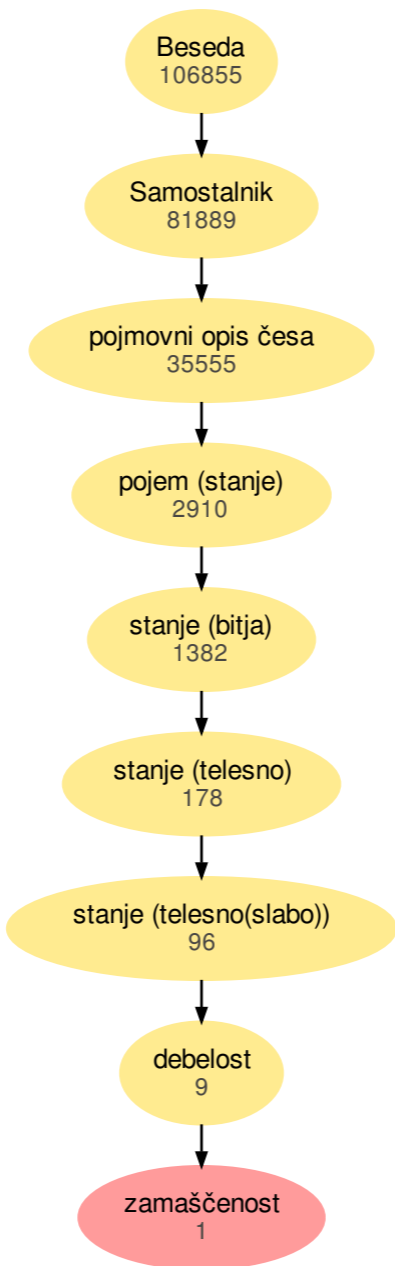 Beseda
106855
Samostalnik
81889
pojmovni opis česa
35555
pojem (stanje)
2910
stanje (bitja)
1382
stanje (telesno)
178
stanje (telesno(slabo))
96
debelost
9
zamaščenost
1